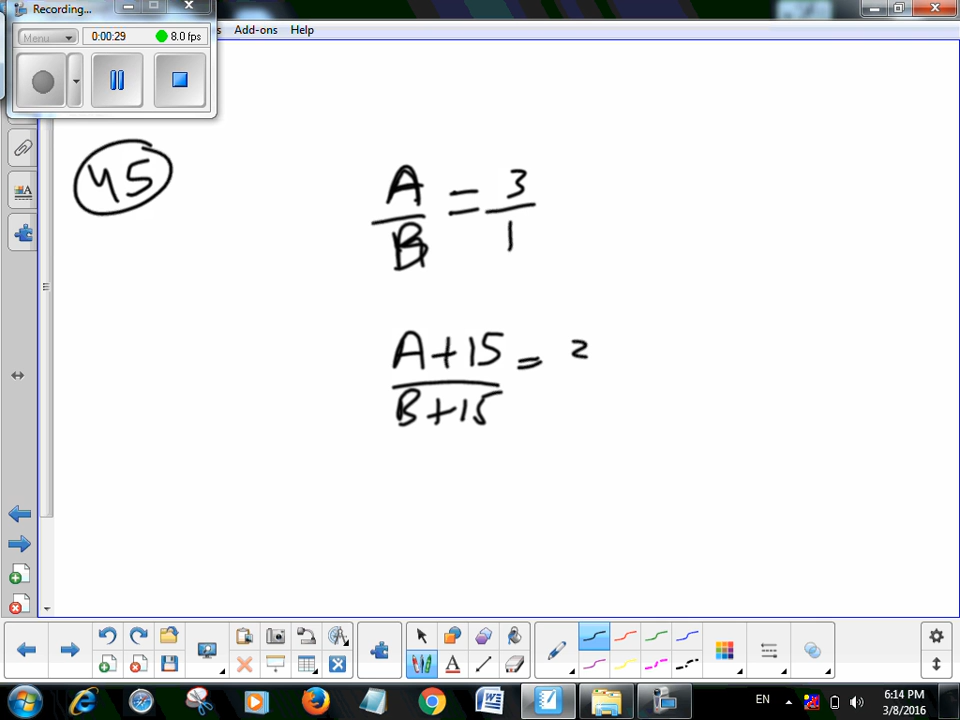 Recording...
Menu
0:00:29
8.0 fps
Add-ons Help
45
A/B = 3/1
A+15/B+15 = 2
EN
6:14 PM
3/8/2016